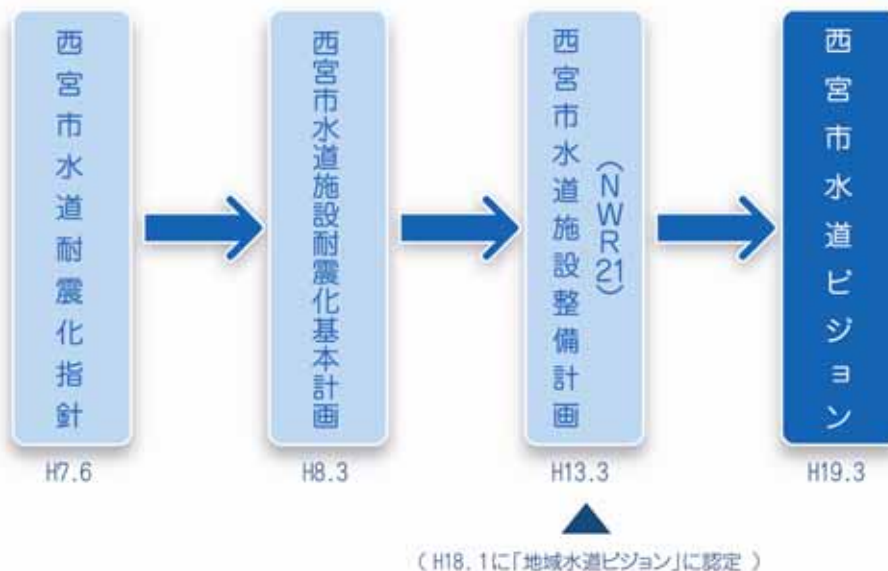 西宮市水道耐震化指針
西宮市水道施設耐震化基本計画
西宮市水道施設整備計画
（NWR21）
西宮市水道ビジョン
H7.6
H8.3
H13.3
H19.3
（H18.1に「地域水道ビジョン」に認定）